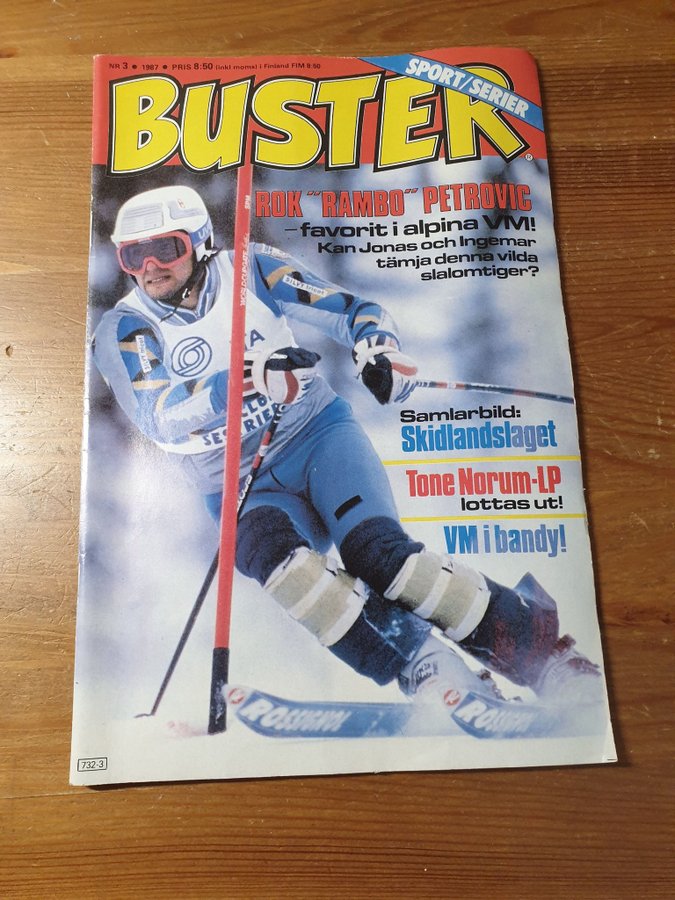 NR 3 • 1987 • PRIS 8:50 (inkl moms) i Finland FIM 8:50
SPORT/SERIER
BUSTER
ROK "RAMBO" PETROVIC
–favorit i alpina VM!
Kan Jonas och Ingemar
tämja denna vilda
slalomtiger?
Samlarbild:
Skidlandslaget
Tone Norum-LP
lottas ut!
VM i bandy!
ROSSIGNOL
ROSSIGNOL
732-3